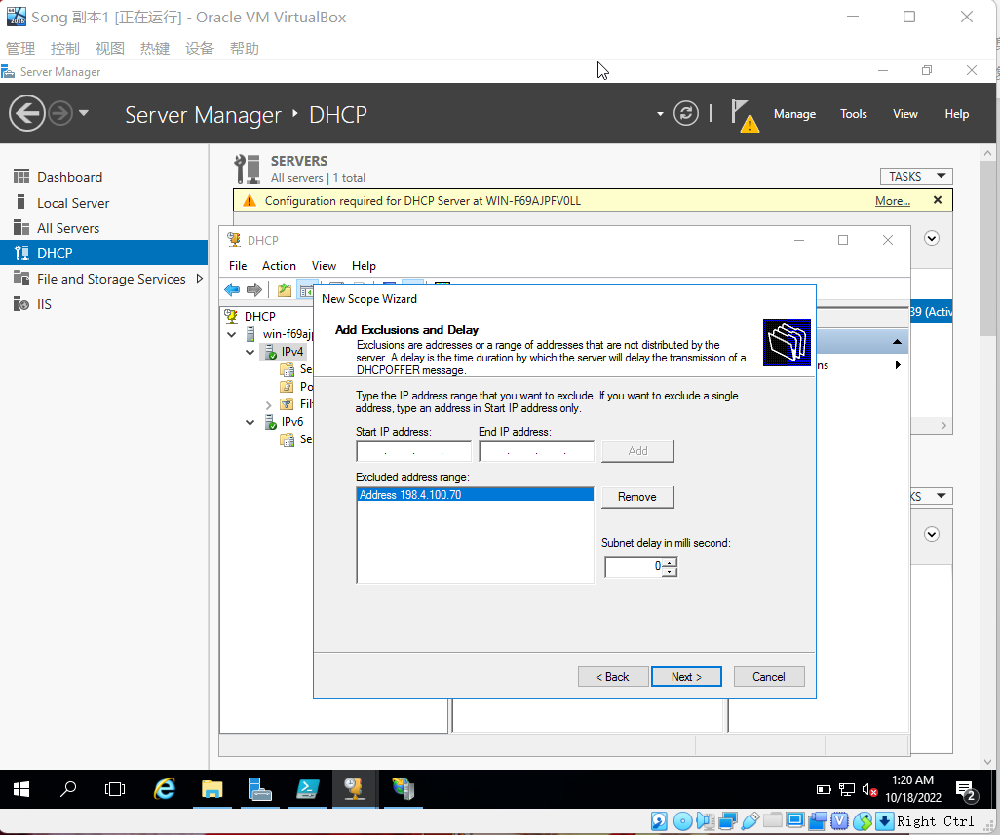 Song 副本1 [正在运行] - Oracle VM VirtualBox
管理 控制 视图 热键 设备 帮助
Server Manager
Server Manager ‣ DHCP
Manage Tools View Help
Dashboard
Local Server
All Servers
DHCP
File and Storage Services
IIS
SERVERS
All servers | 1 total
TASKS
Configuration required for DHCP Server at WIN-F69AJPFV0LL
More...
DHCP
File Action View Help
DHCP
win-f69ajp
IPv4
Se
Po
Filt
IPv6
Se
39 (Activ
ns
KS
New Scope Wizard
Add Exclusions and Delay
Exclusions are addresses or a range of addresses that are not distributed by the
server. A delay is the time duration by which the server will delay the transmission of a
DHCPOFFER message.
Type the IP address range that you want to exclude. If you want to exclude a single
address, type an address in Start IP address only.
Start IP address: End IP address:
Add
Excluded address range:
Address 198.4.100.70
Remove
Subnet delay in milli second:
0
< Back Next > Cancel
1:20 AM
10/18/2022
2
Right Ctrl